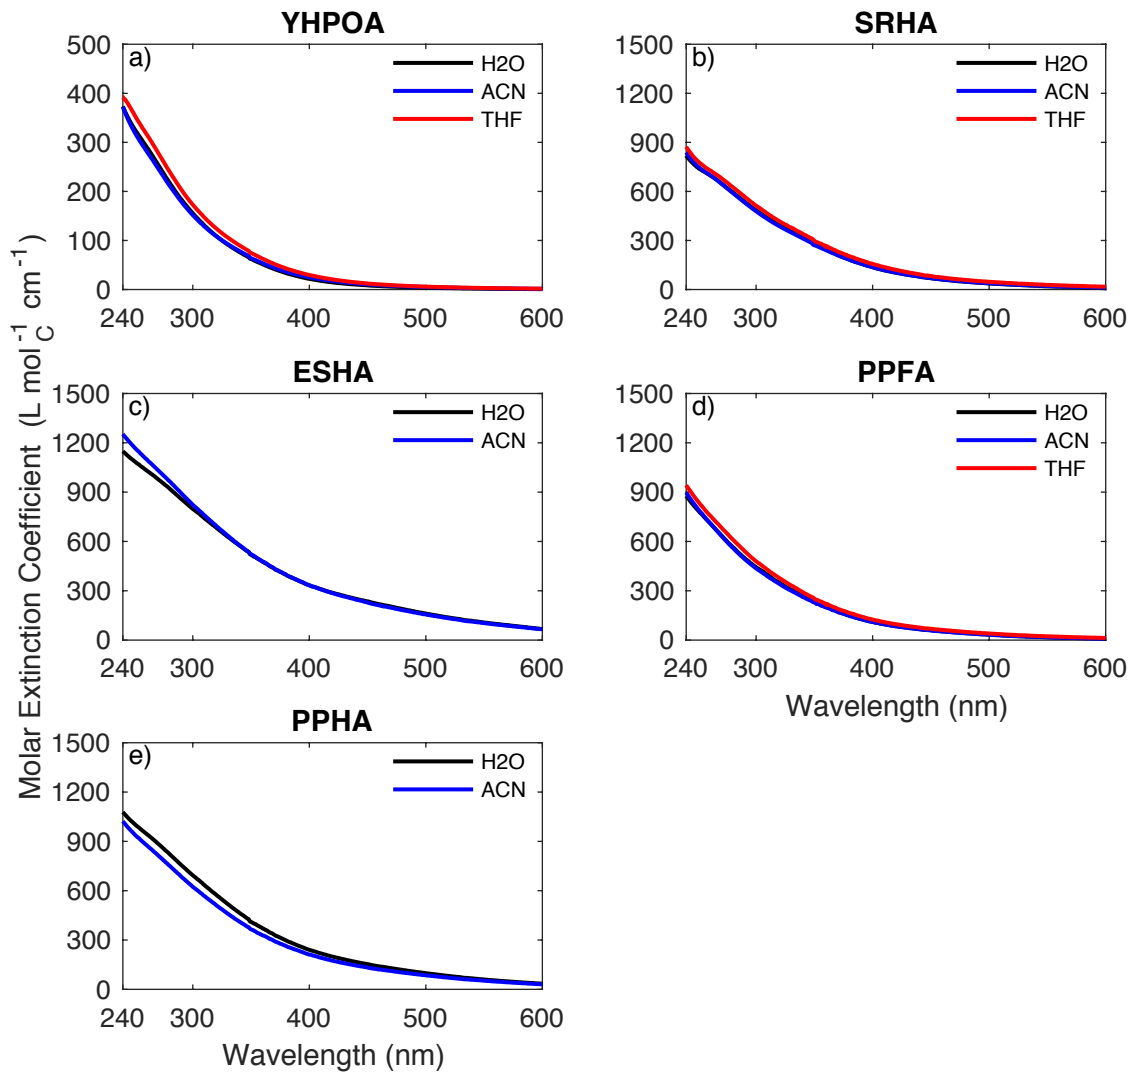 YHPOA
a)
H2O
ACN
THF
500
400
300
200
100
0
240 300 400 500 600
SRHA
b)
H2O
ACN
THF
1500
1200
900
600
300
0
240 300 400 500 600
ESHA
c)
H2O
ACN
1500
1200
900
600
300
0
240 300 400 500 600
PPFA
d)
H2O
ACN
THF
1500
1200
900
600
300
0
240 300 400 500 600
Wavelength (nm)
PPHA
e)
H2O
ACN
1500
1200
900
600
300
0
240 300 400 500 600
Wavelength (nm)
Molar Extinction Coefficient (L mol_C^-1 cm^-1)